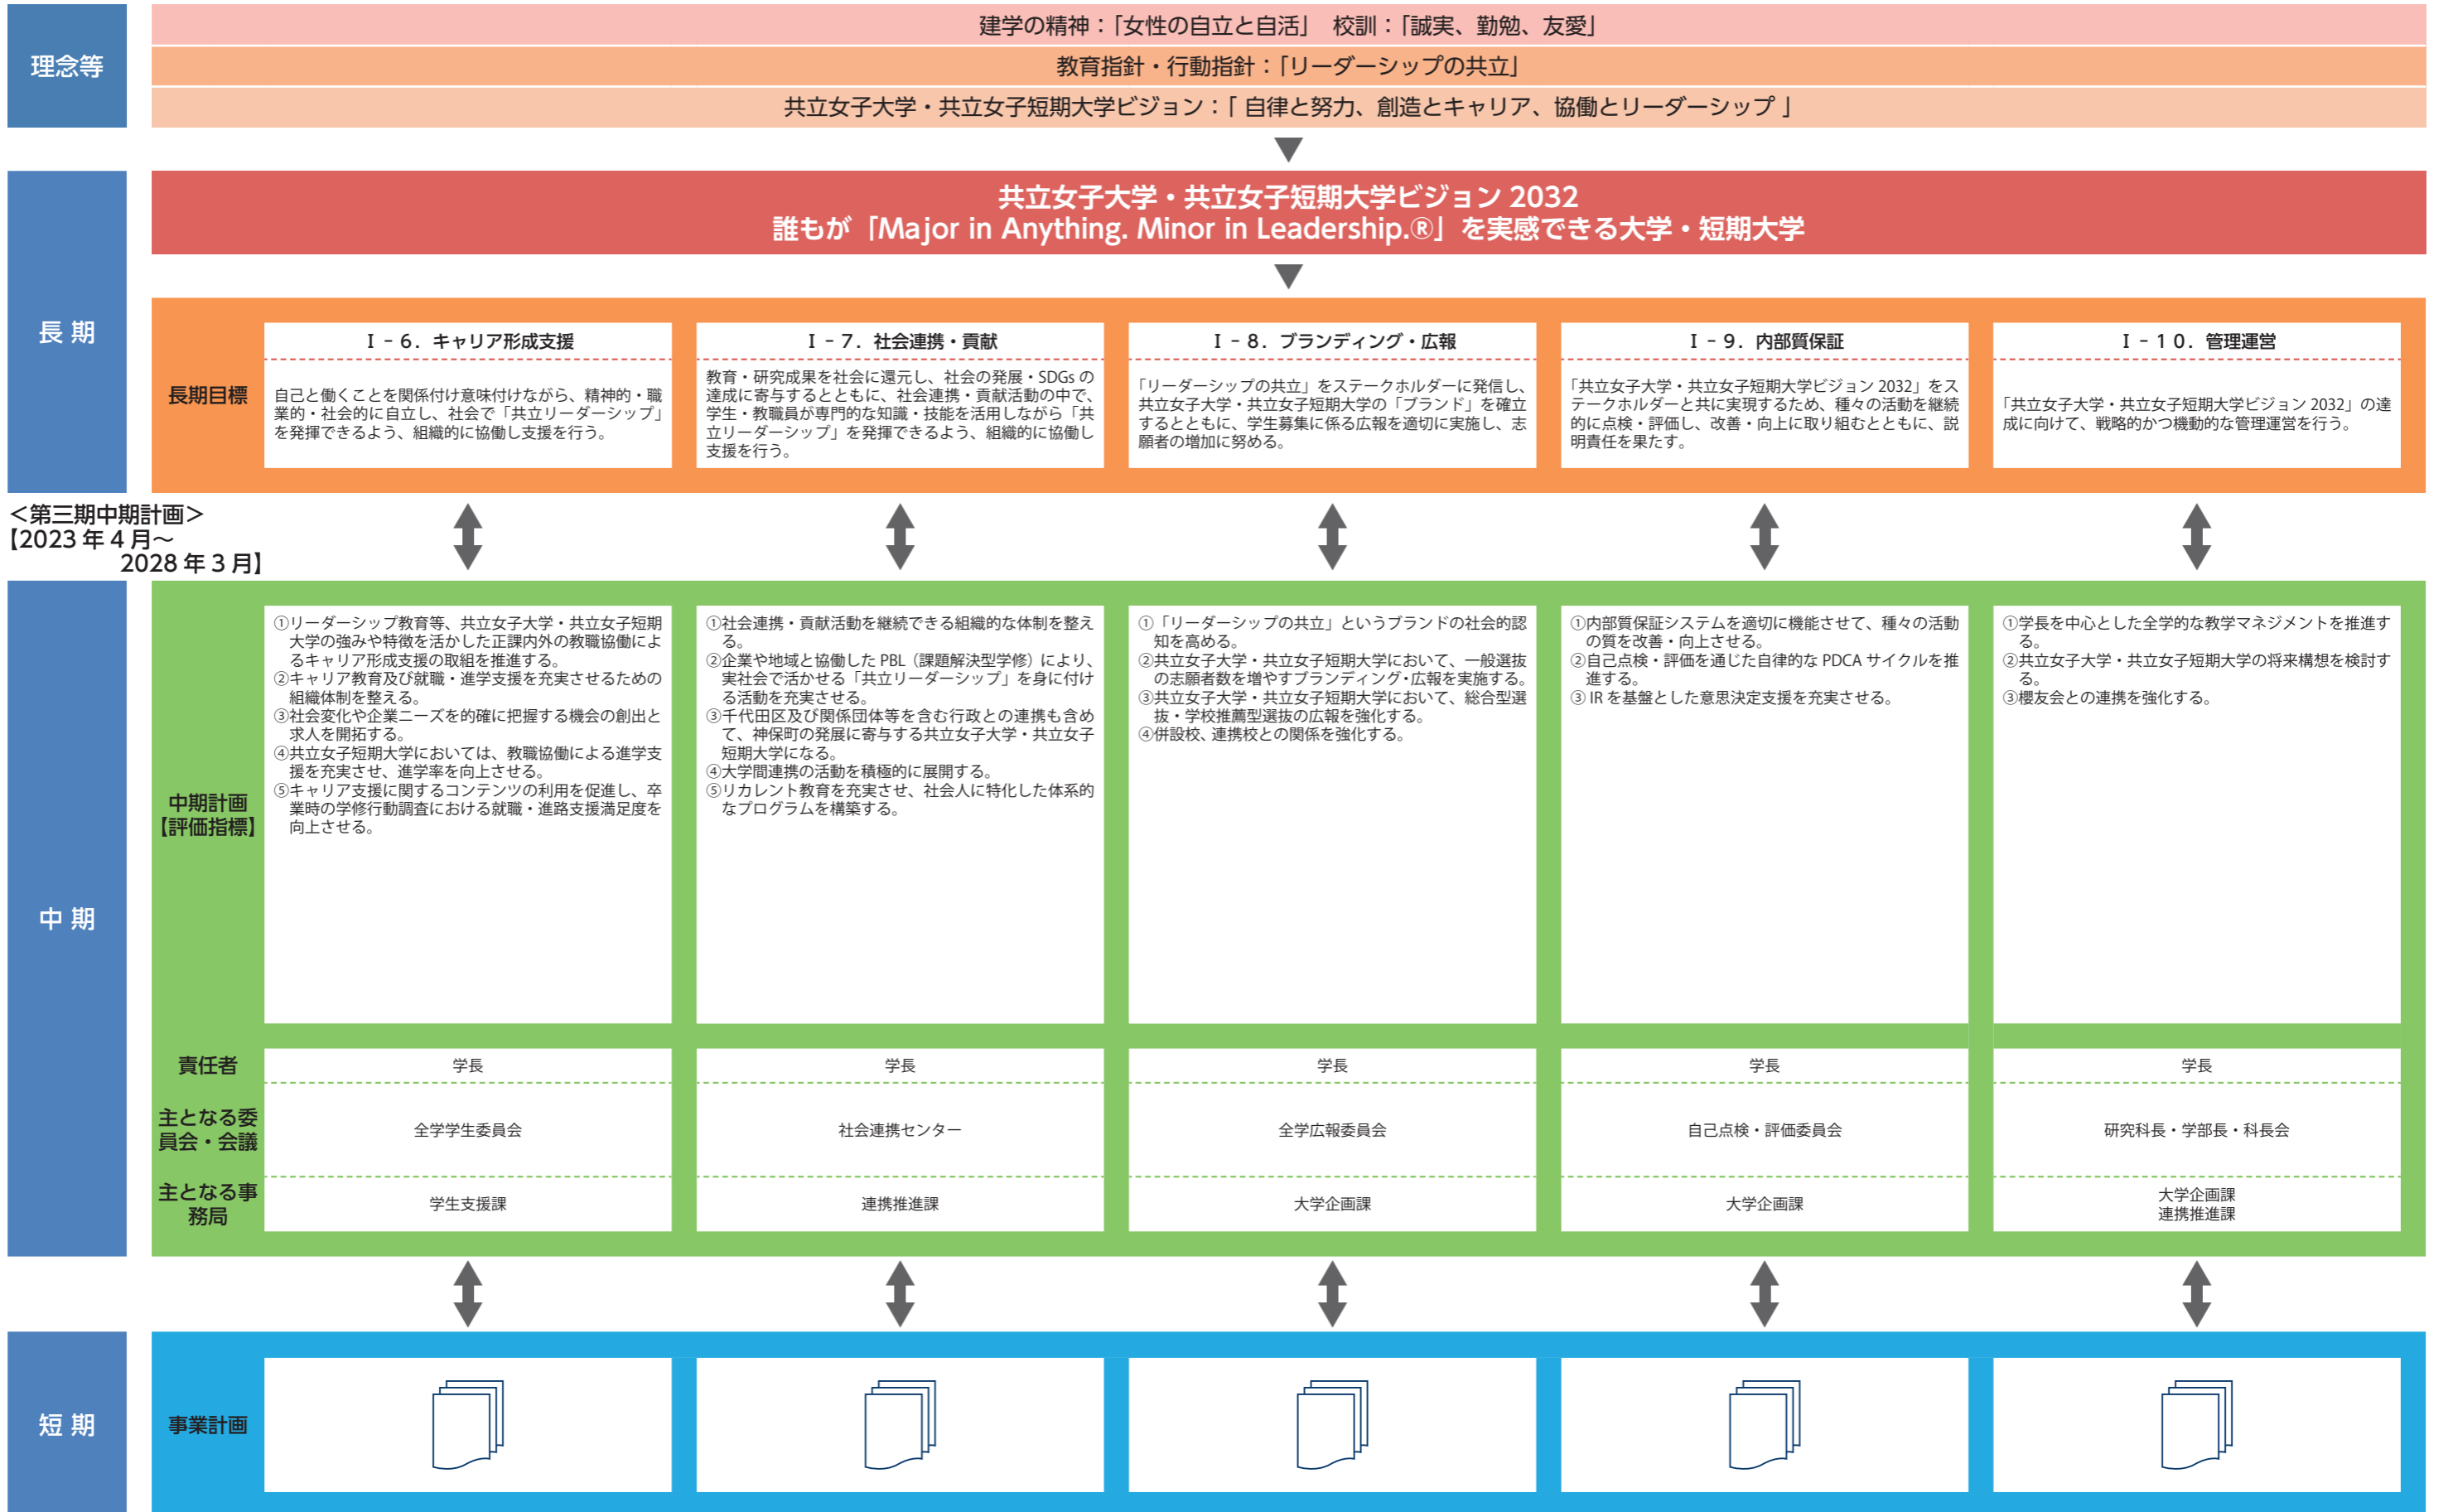 理念等
建学の精神：「女性の自立と自活」 校訓：「誠実、勤勉、友愛」
教育指針・行動指針：「リーダーシップの共立」
共立女子大学・共立女子短期大学ビジョン：「 自律と努力、創造とキャリア、協働とリーダーシップ 」
長 期
共立女子大学・共立女子短期大学ビジョン 2032
誰もが「Major in Anything. Minor in Leadership.®」を実感できる大学・短期大学
長期目標
Ⅰ－６．キャリア形成支援
自己と働くことを関係付け意味付けながら、精神的・職
業的・社会的に自立し、社会で「共立リーダーシップ」
を発揮できるよう、組織的に協働し支援を行う。
Ⅰ－７．社会連携・貢献
教育・研究成果を社会に還元し、社会の発展・SDGs の
達成に寄与するとともに、社会連携・貢献活動の中で、
学生・教職員が専門的な知識・技能を活用しながら「共
立リーダーシップ」を発揮できるよう、組織的に協働し
支援を行う。
Ⅰ－８．ブランディング・広報
「リーダーシップの共立」をステークホルダーに発信し、
共立女子大学・共立女子短期大学の「ブランド」を確立
するとともに、学生募集に係る広報を適切に実施し、志
願者の増加に努める。
Ⅰ－９．内部質保証
「共立女子大学・共立女子短期大学ビジョン 2032」をス
テークホルダーと共に実現するため、種々の活動を継続
的に点検・評価し、改善・向上に取り組むとともに、説
明責任を果たす。
Ⅰ－１０．管理運営
「共立女子大学・共立女子短期大学ビジョン 2032」の達
成に向けて、戦略的かつ機動的な管理運営を行う。
＜第三期中期計画＞
【2023 年 4 月〜
2028 年 3 月】
中 期
中期計画
【評価指標】
①リーダーシップ教育等、共立女子大学・共立女子短期
大学の強みや特徴を活かした正課内外の教職協働によ
るキャリア形成支援の取組を推進する。
②キャリア教育及び就職・進学支援を充実させるための
組織体制を整える。
③社会変化や企業ニーズを的確に把握する機会の創出と
求人を開拓する。
④共立女子短期大学においては、教職協働による進学支
援を充実させ、進学率を向上させる。
⑤キャリア支援に関するコンテンツの利用を促進し、卒
業時の学修行動調査における就職・進路支援満足度を
向上させる。
①社会連携・貢献活動を継続できる組織的な体制を整え
る。
②企業や地域と協働した PBL（課題解決型学修）により、
実社会で活かせる「共立リーダーシップ」を身に付け
る活動を充実させる。
③千代田区及び関係団体等を含む行政との連携も含め
て、神保町の発展に寄与する共立女子大学・共立女子
短期大学になる。
④大学間連携の活動を積極的に展開する。
⑤リカレント教育を充実させ、社会人に特化した体系的
なプログラムを構築する。
①「リーダーシップの共立」というブランドの社会的認
知を高める。
②共立女子大学・共立女子短期大学において、一般選抜
の志願者数を増やすブランディング・広報を実施する。
③共立女子大学・共立女子短期大学において、総合型選
抜・学校推薦型選抜の広報を強化する。
④併設校、連携校との関係を強化する。
①内部質保証システムを適切に機能させて、種々の活動
の質を改善・向上させる。
②自己点検・評価を通じた自律的な PDCA サイクルを推
進する。
③ IR を基盤とした意思決定支援を充実させる。
①学長を中心とした全学的な教学マネジメントを推進す
る。
②共立女子大学・共立女子短期大学の将来構想を検討す
る。
③櫻友会との連携を強化する。
責任者
学長
学長
学長
学長
学長
主となる委
員会・会議
全学学生委員会
社会連携センター
全学広報委員会
自己点検・評価委員会
研究科長・学部長・科長会
主となる事
務局
学生支援課
連携推進課
大学企画課
大学企画課
大学企画課
連携推進課
短 期
事業計画